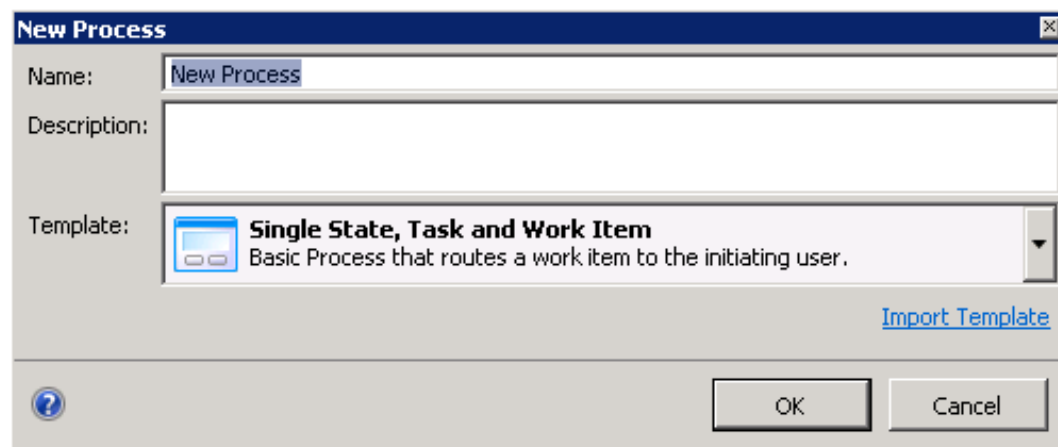 New Process
Name: New Process
Description:
Template: Single State, Task and Work Item
Basic Process that routes a work item to the initiating user.
Import Template
OK Cancel